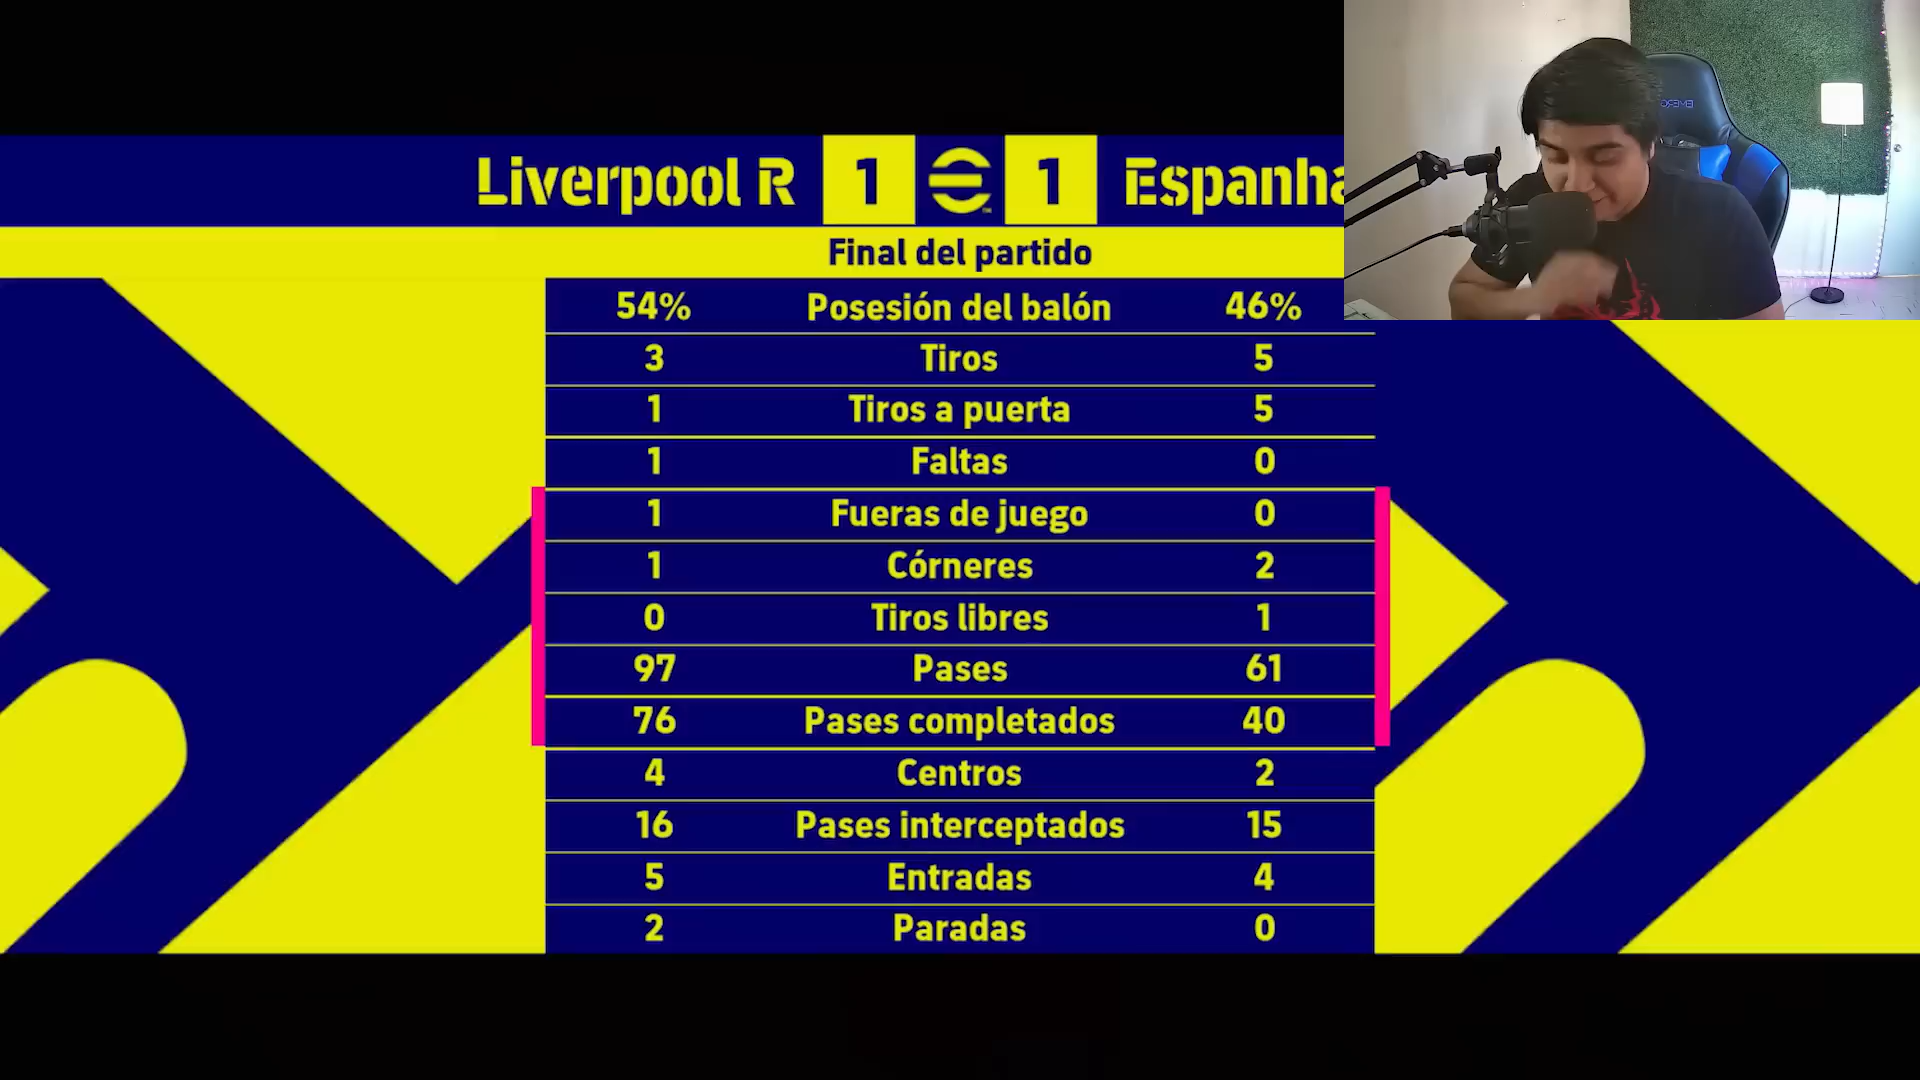 Liverpool R 1 1 Espanha
Final del partido
54% Posesión del balón 46%
3 Tiros 5
1 Tiros a puerta 5
1 Faltas 0
1 Fueras de juego 0
1 Córneres 2
0 Tiros libres 1
97 Pases 61
76 Pases completados 40
4 Centros 2
16 Pases interceptados 15
5 Entradas 4
2 Paradas 0